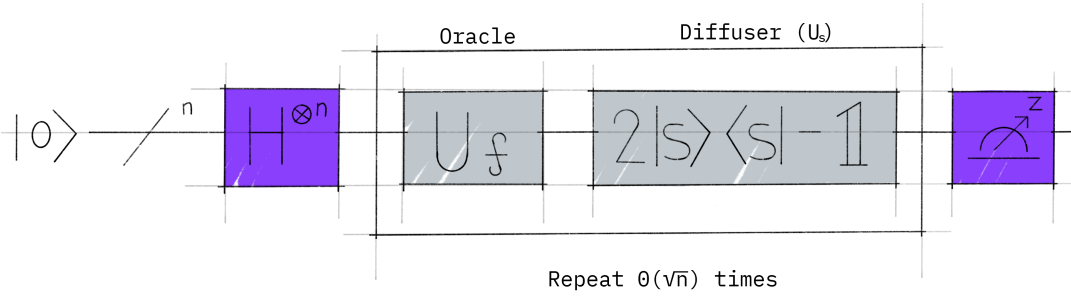 Oracle
Diffuser (Uₛ)
|0⟩
n
H⊗n
U f
2|s⟩⟨s| − 𝟙
z
Repeat O(√n) times